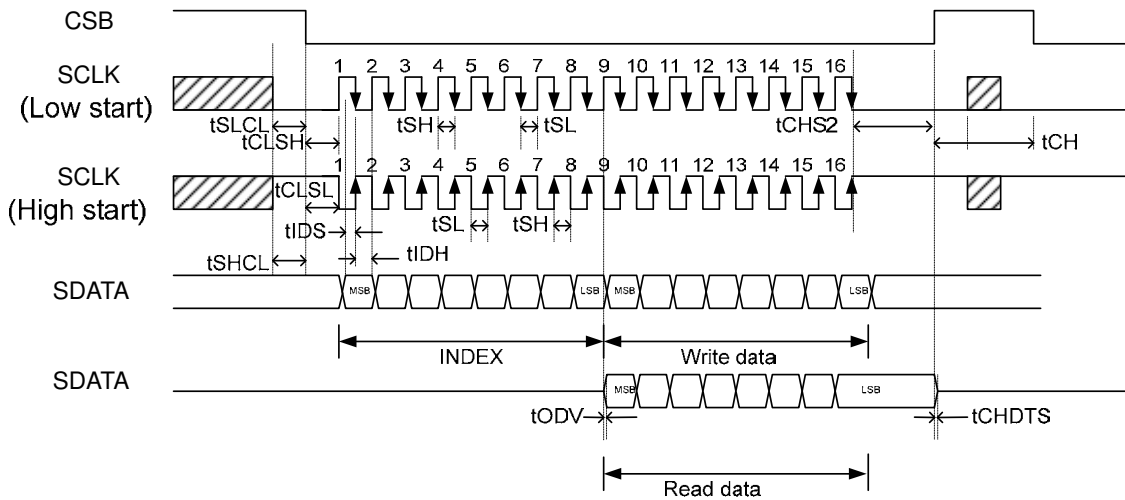 CSB
SCLK
(Low start)
1 2 3 4 5 6 7 8 9 10 11 12 13 14 15 16
tSLCL
tCLSH
tSH
tSL
tCHS2
tCH
SCLK
(High start)
1 2 3 4 5 6 7 8 9 10 11 12 13 14 15 16
tCLSL
tIDS
tSL
tSH
tIDH
tSHCL
SDATA
MSB LSB MSB LSB
INDEX
Write data
SDATA
MSB LSB
tODV
tCHDTS
Read data